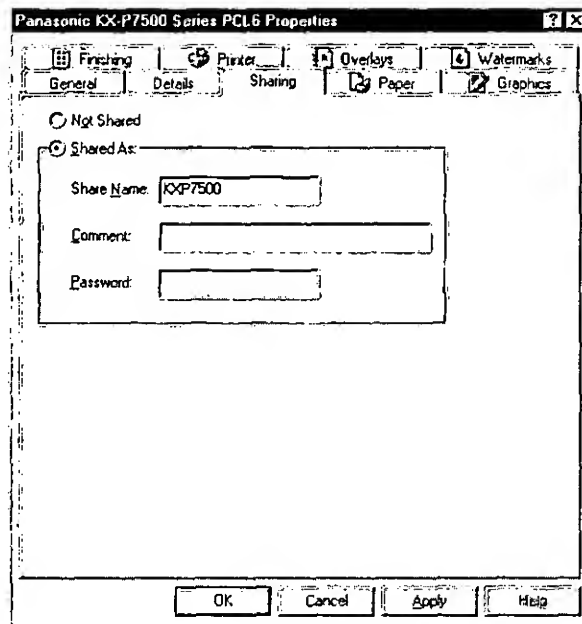 Panasonic KX-P7500 Series PCL6 Properties
Finishing Printer Overlays Watermarks
General Details Sharing Paper Graphics
Not Shared
Shared As:
Share Name: KXP7500
Comment:
Password:
OK Cancel Apply Help